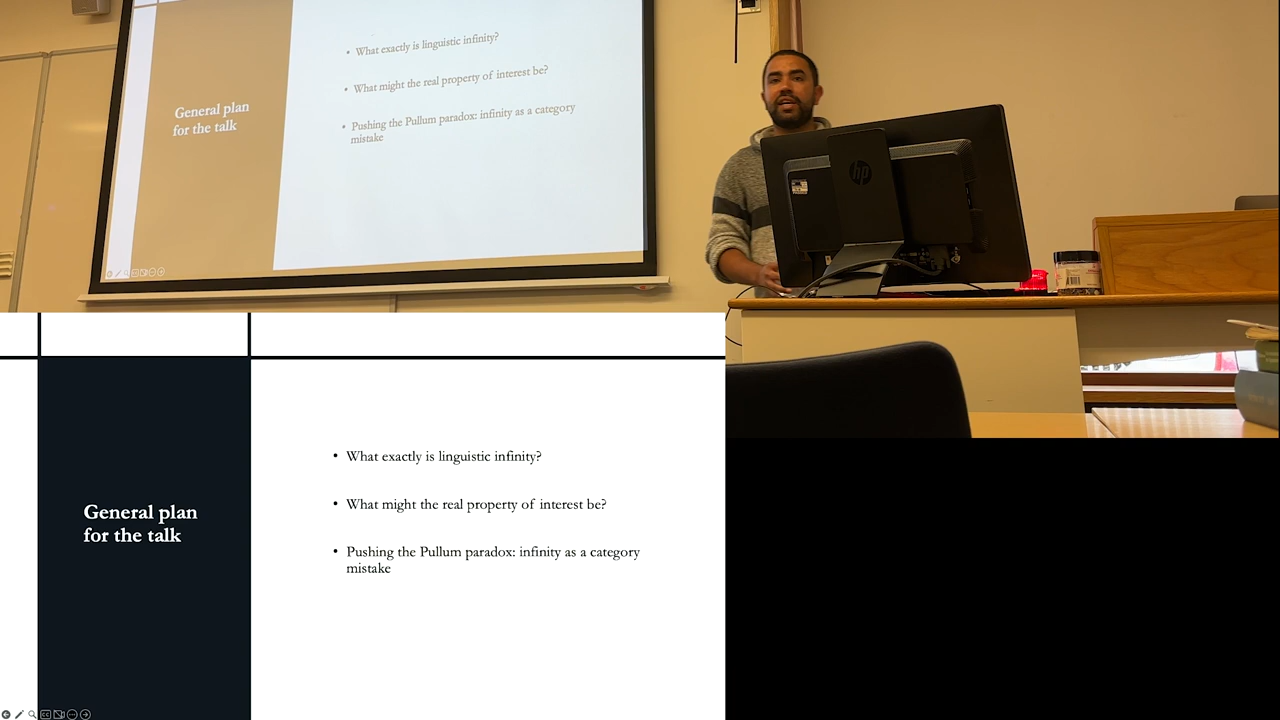 General plan
for the talk
• What exactly is linguistic infinity?
• What might the real property of interest be?
• Pushing the Pullum paradox: infinity as a category
mistake
hp
General plan
for the talk
• What exactly is linguistic infinity?
• What might the real property of interest be?
• Pushing the Pullum paradox: infinity as a category
mistake